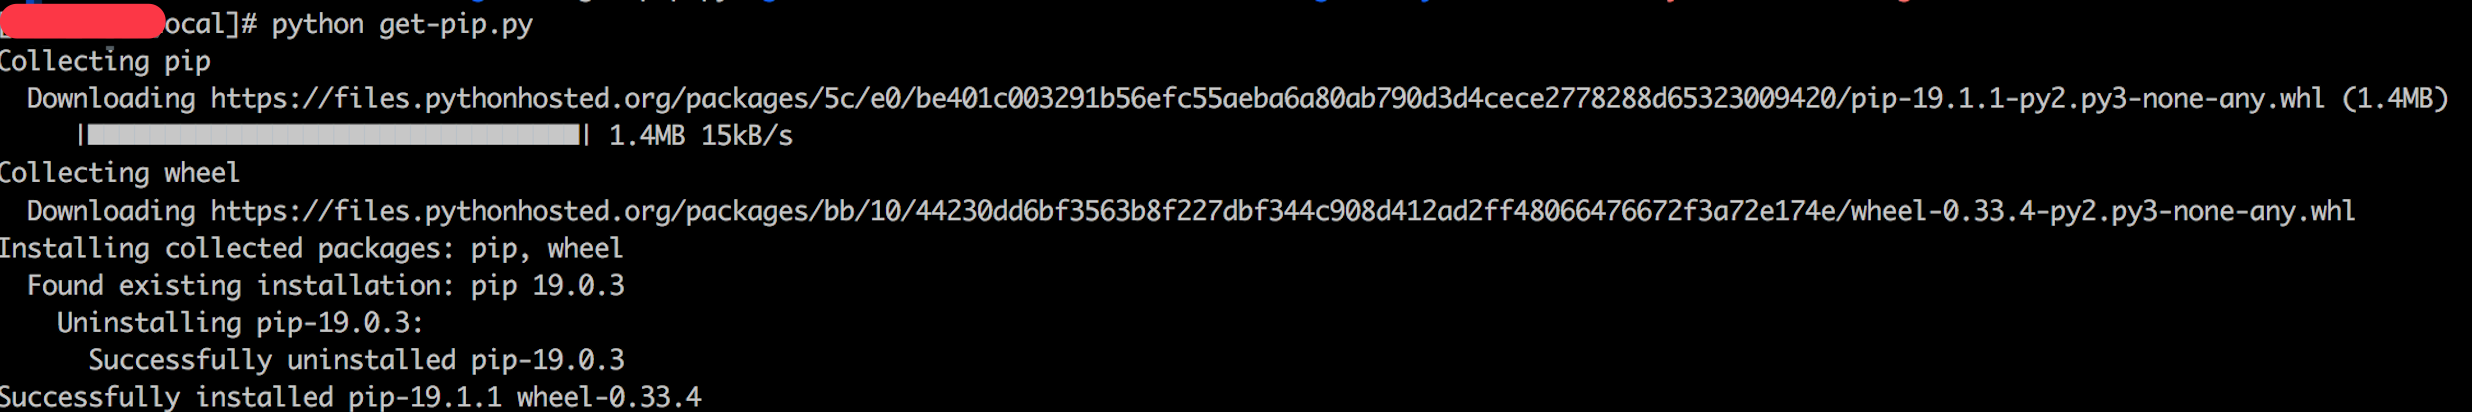 ocal]# python get-pip.py
Collecting pip
Downloading https://files.pythonhosted.org/packages/5c/e0/be401c003291b56efc55aeba6a80ab790d3d4cece2778288d65323009420/pip-19.1.1-py2.py3-none-any.whl (1.4MB)
|████████████████████████████████| 1.4MB 15kB/s
Collecting wheel
Downloading https://files.pythonhosted.org/packages/bb/10/44230dd6bf3563b8f227dbf344c908d412ad2ff48066476672f3a72e174e/wheel-0.33.4-py2.py3-none-any.whl
Installing collected packages: pip, wheel
Found existing installation: pip 19.0.3
Uninstalling pip-19.0.3:
Successfully uninstalled pip-19.0.3
Successfully installed pip-19.1.1 wheel-0.33.4